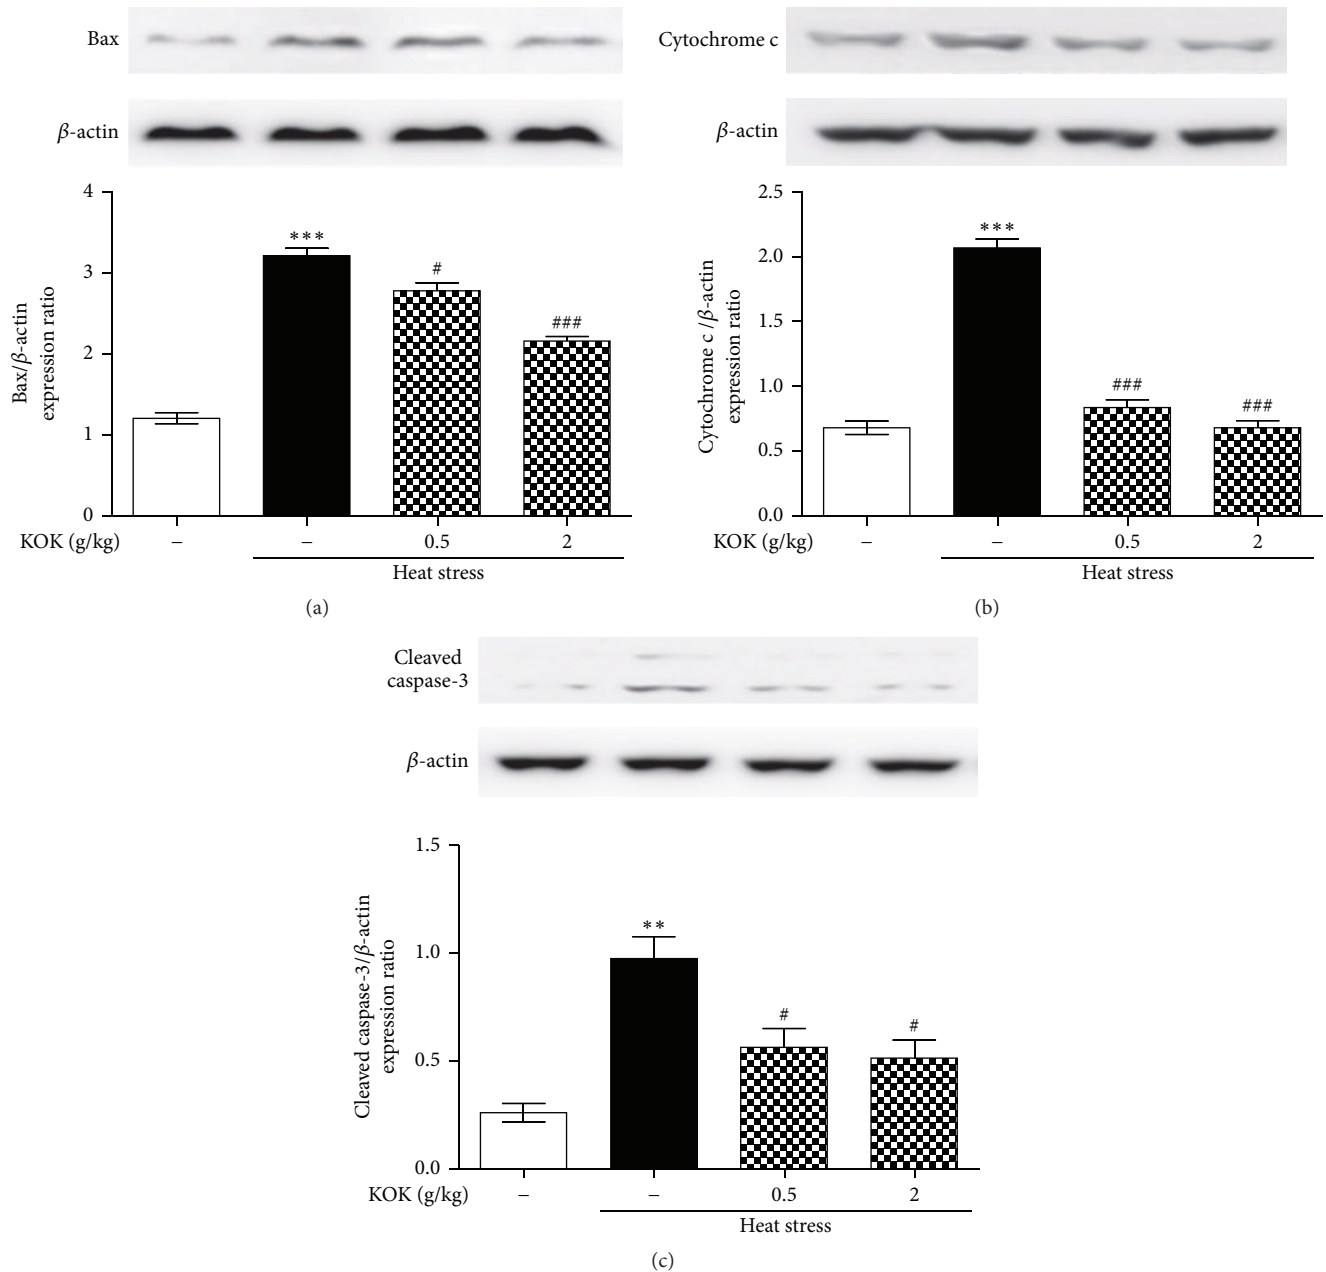 Bax
β-actin
4
3
2
1
0
Bax/β-actin
expression ratio
***
#
###
KOK (g/kg)
–
–
0.5
2
Heat stress
(a)
Cytochrome c
β-actin
2.5
2.0
1.5
1.0
0.5
0.0
Cytochrome c /β-actin
expression ratio
***
###
###
KOK (g/kg)
–
–
0.5
2
Heat stress
(b)
Cleaved
caspase-3
β-actin
1.5
1.0
0.5
0.0
Cleaved caspase-3/β-actin
expression ratio
**
#
#
KOK (g/kg)
–
–
0.5
2
Heat stress
(c)